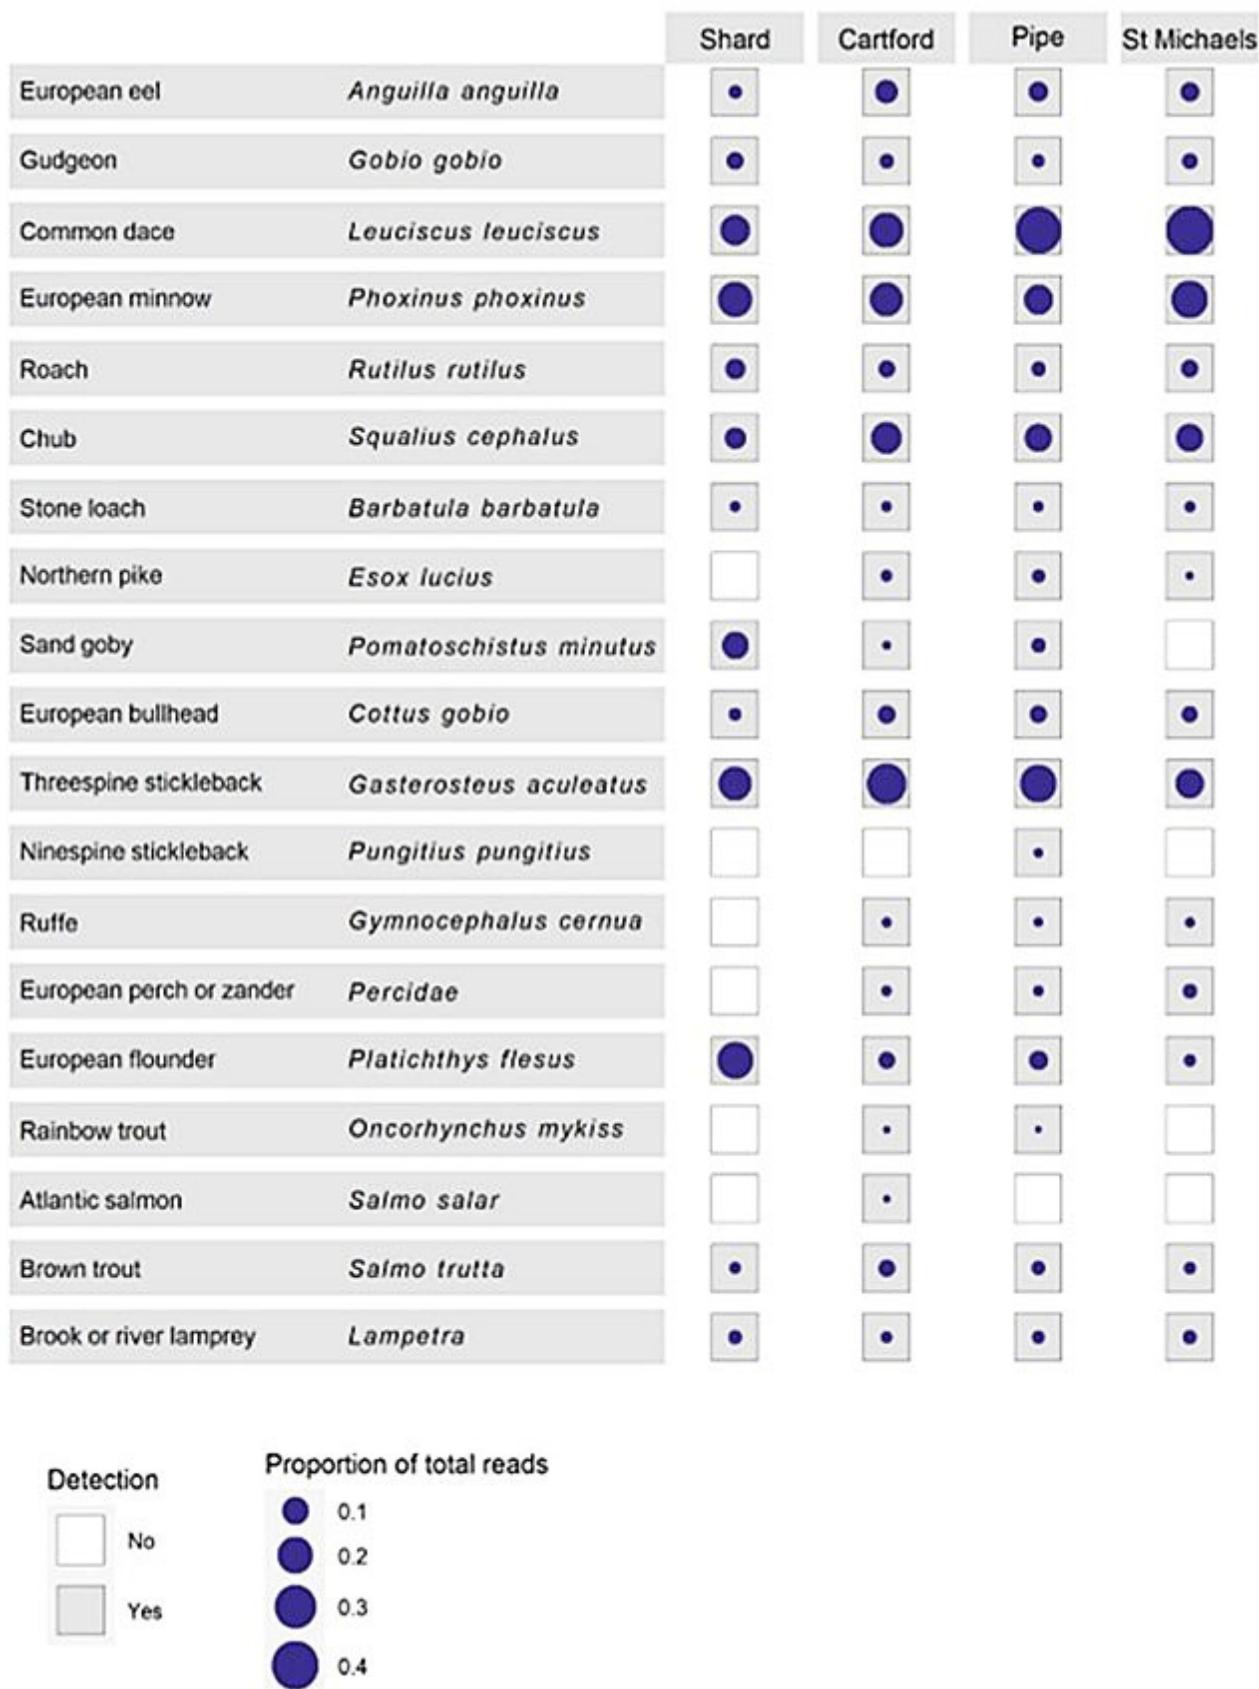 Shard Cartford Pipe St Michaels
European eel Anguilla anguilla
Gudgeon Gobio gobio
Common dace Leuciscus leuciscus
European minnow Phoxinus phoxinus
Roach Rutilus rutilus
Chub Squalius cephalus
Stone loach Barbatula barbatula
Northern pike Esox lucius
Sand goby Pomatoschistus minutus
European bullhead Cottus gobio
Threespine stickleback Gasterosteus aculeatus
Ninespine stickleback Pungitius pungitius
Ruffe Gymnocephalus cernua
European perch or zander Percidae
European flounder Platichthys flesus
Rainbow trout Oncorhynchus mykiss
Atlantic salmon Salmo salar
Brown trout Salmo trutta
Brook or river lamprey Lampetra
Detection
No
Yes
Proportion of total reads
0.1
0.2
0.3
0.4